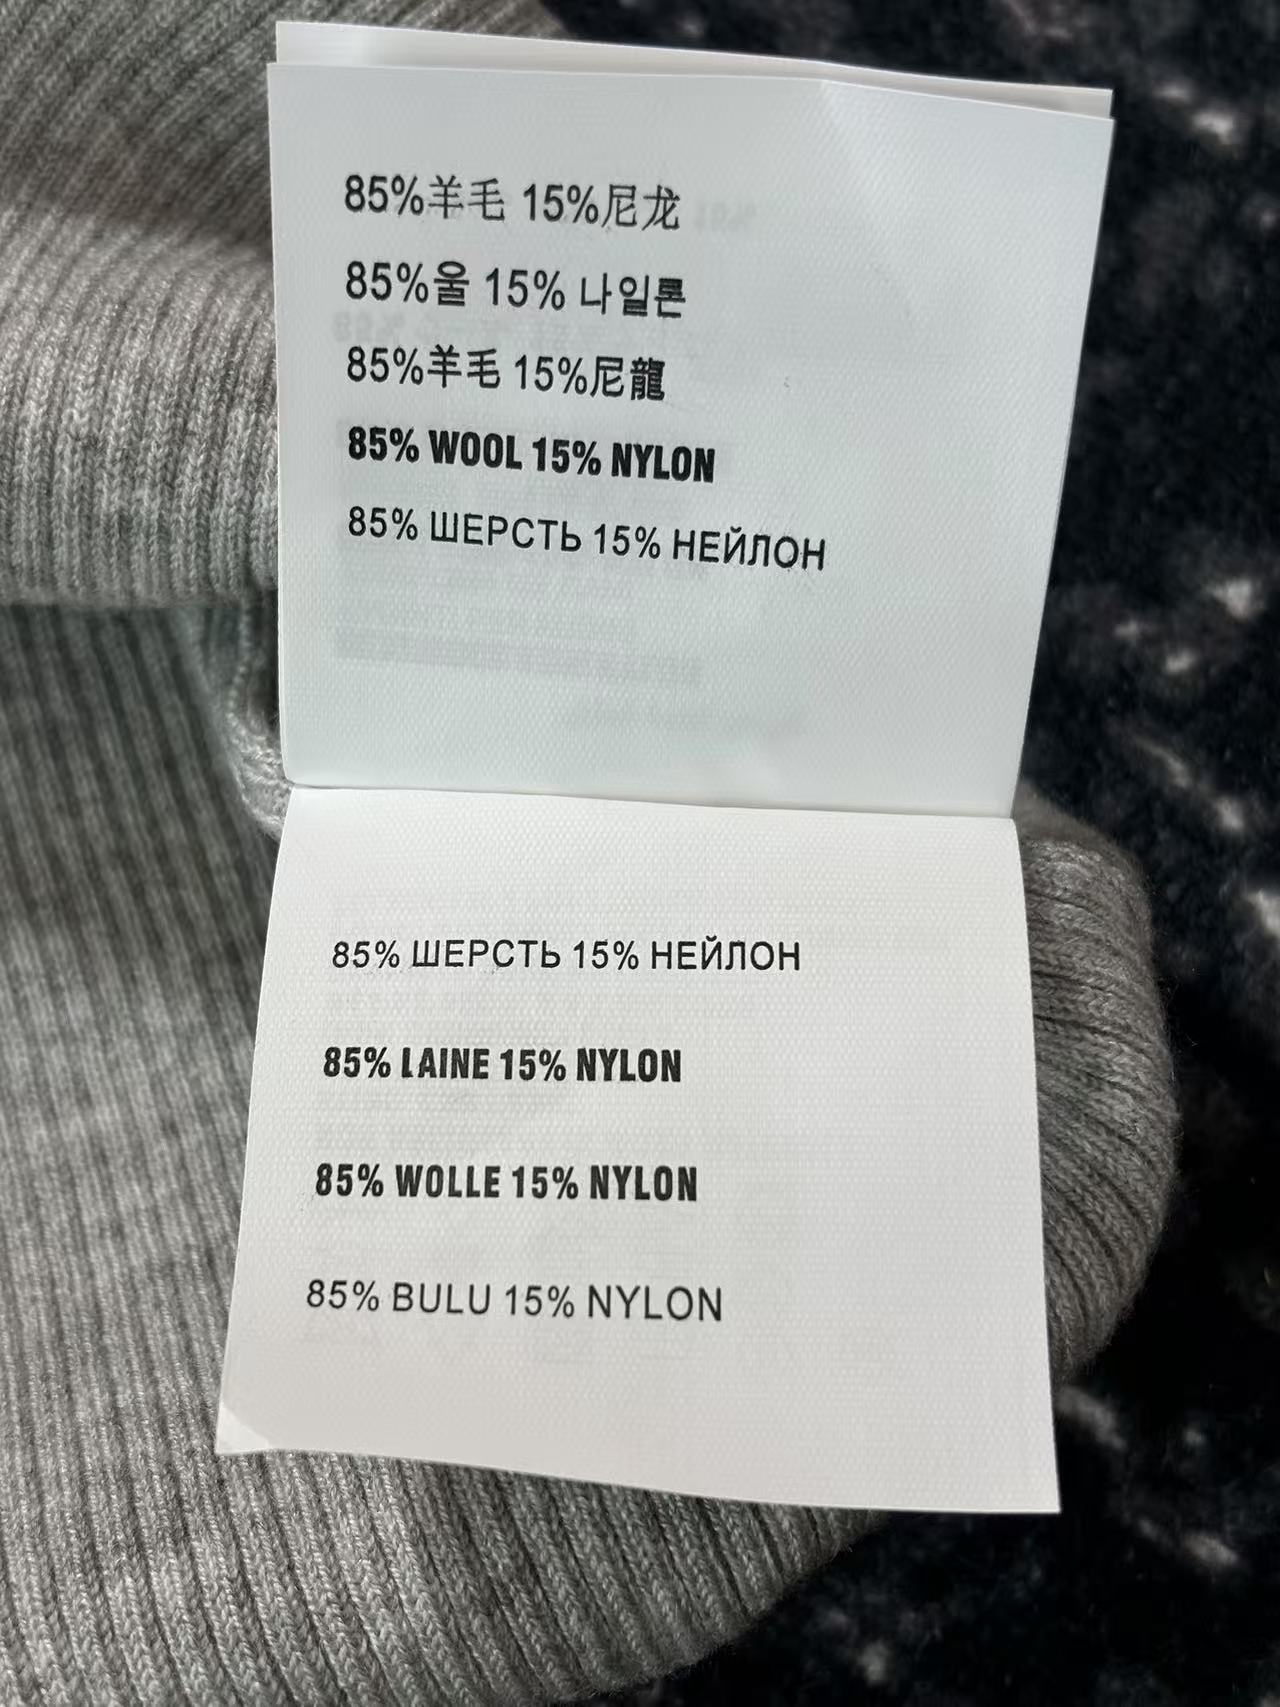 85%羊毛 15%尼龙
85%울 15% 나일론
85%羊毛 15%尼龍
85% WOOL 15% NYLON
85% ШЕРСТЬ 15% НЕЙЛОН
85% ШЕРСТЬ 15% НЕЙЛОН
85% LAINE 15% NYLON
85% WOLLE 15% NYLON
85% BULU 15% NYLON